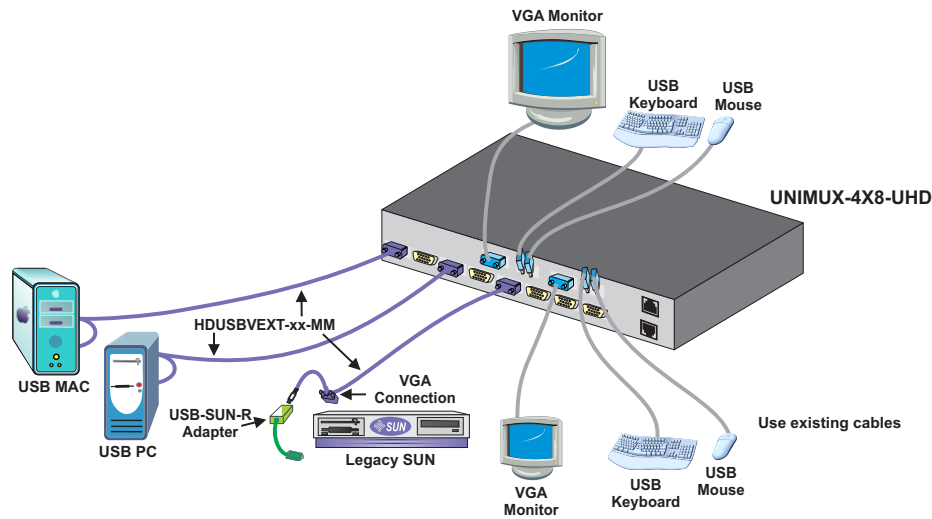 VGA Monitor
USB
Keyboard
USB
Mouse
UNIMUX-4X8-UHD
HDUSBVEXT-xx-MM
USB MAC
VGA
Connection
USB-SUN-R
Adapter
SUN
USB PC
Legacy SUN
Use existing cables
VGA
Monitor
USB
Keyboard
USB
Mouse